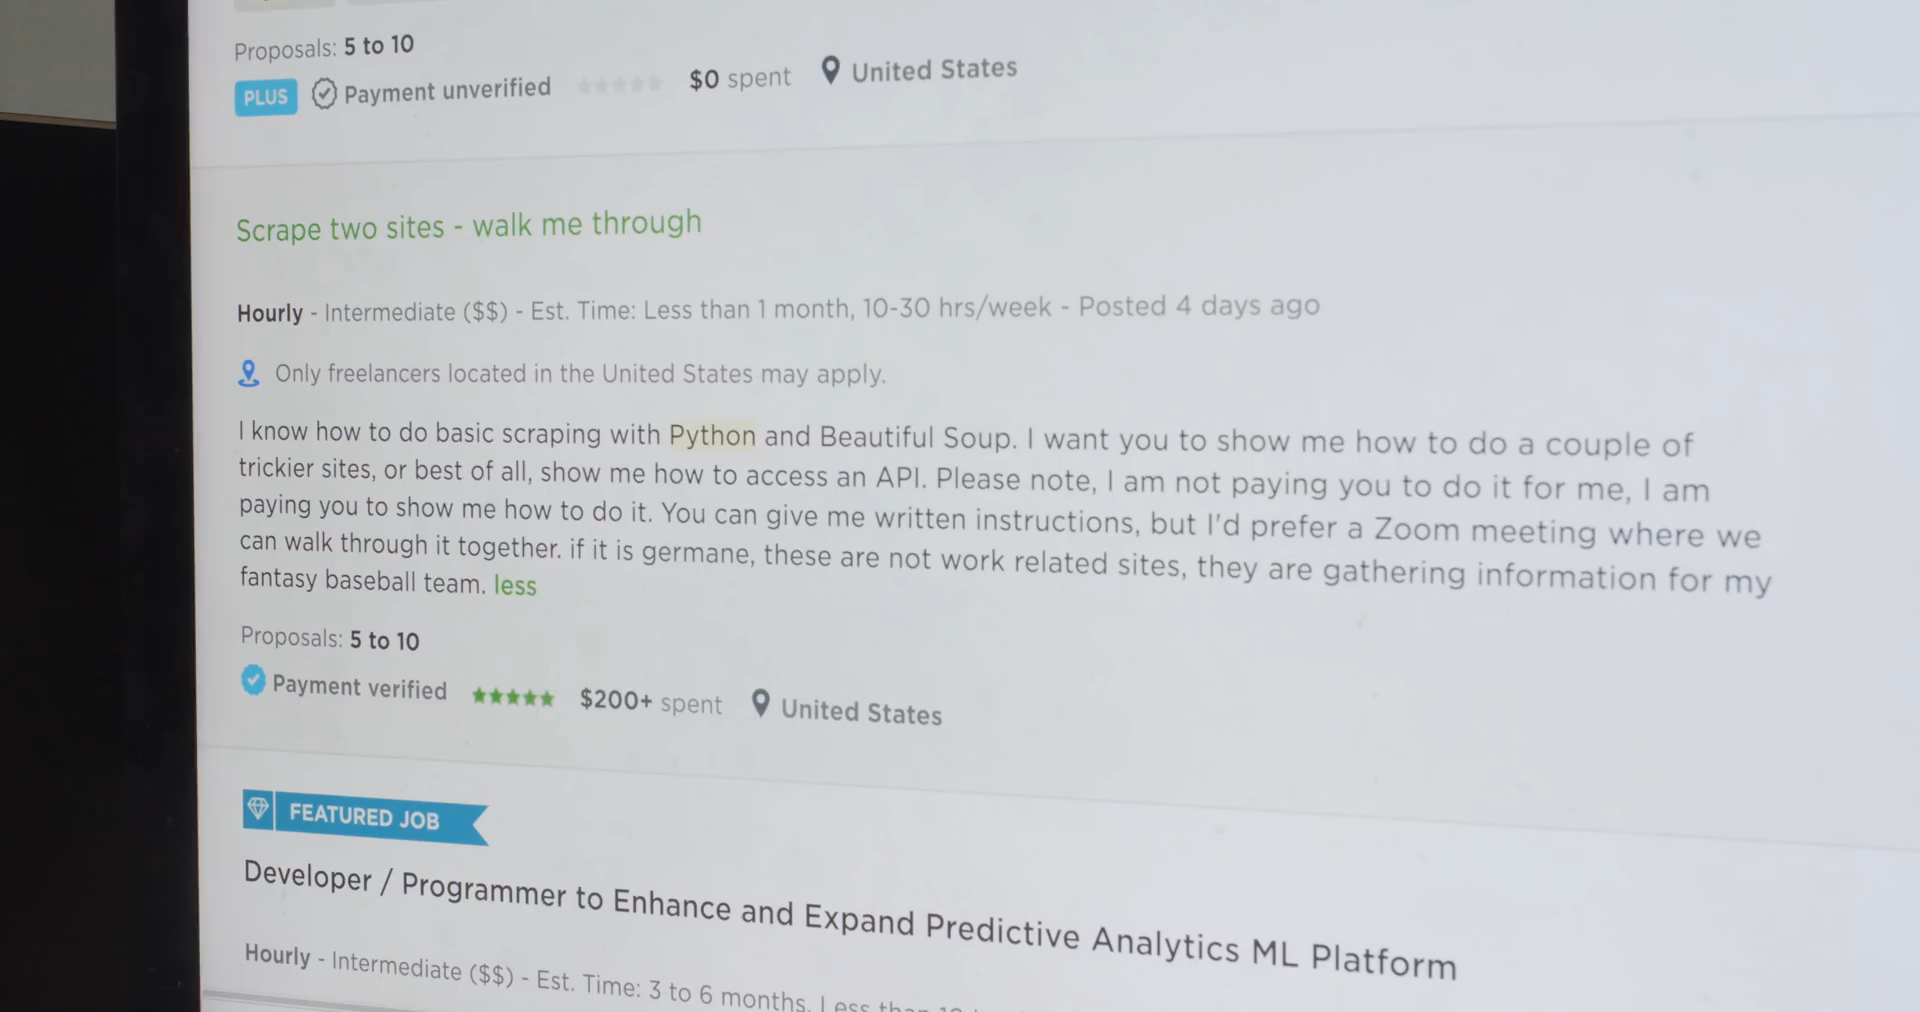 Proposals: 5 to 10
PLUS Payment unverified $0 spent United States
Scrape two sites - walk me through
Hourly - Intermediate ($$) - Est. Time: Less than 1 month, 10-30 hrs/week - Posted 4 days ago
Only freelancers located in the United States may apply.
I know how to do basic scraping with Python and Beautiful Soup. I want you to show me how to do a couple of
trickier sites, or best of all, show me how to access an API. Please note, I am not paying you to do it for me, I am
paying you to show me how to do it. You can give me written instructions, but I'd prefer a Zoom meeting where we
can walk through it together. if it is germane, these are not work related sites, they are gathering information for my
fantasy baseball team. less
Proposals: 5 to 10
Payment verified $200+ spent United States
FEATURED JOB
Developer / Programmer to Enhance and Expand Predictive Analytics ML Platform
Hourly - Intermediate ($$) - Est. Time: 3 to 6 months, Less than